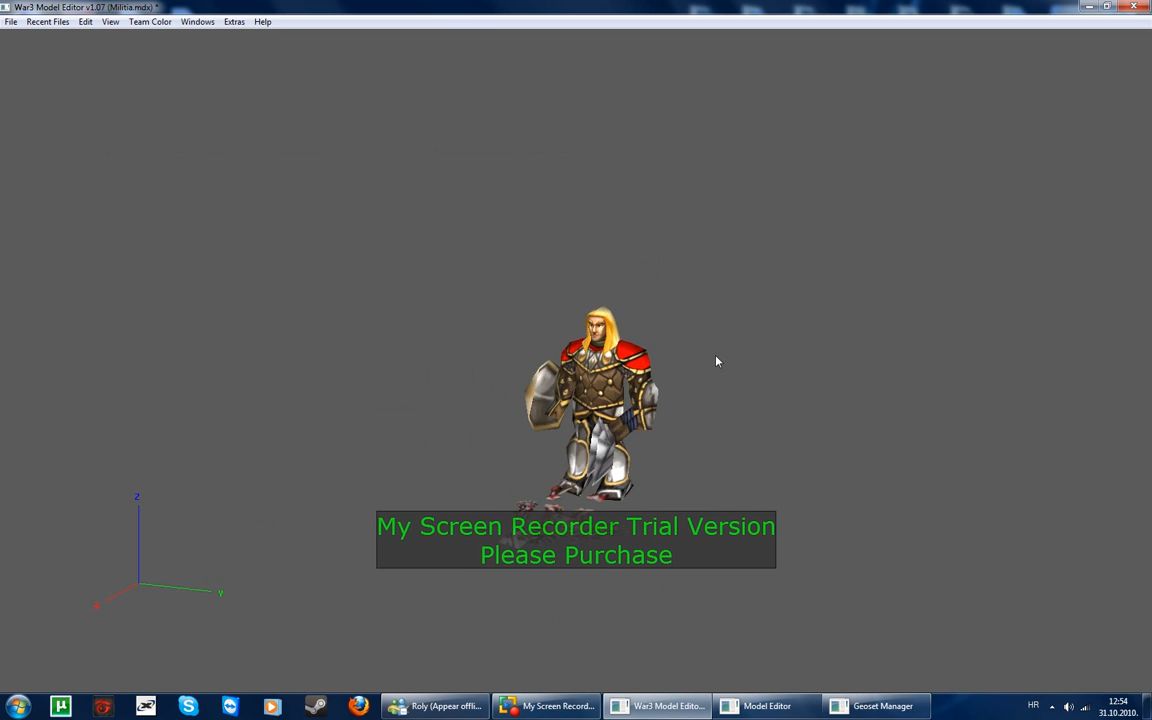 War3 Model Editor v1.07 (Militia.mdx) *
File Recent Files Edit View Team Color Windows Extras Help
Z
X
Y
My Screen Recorder Trial Version
Please Purchase
Roly (Appear offli... My Screen Record... War3 Model Edito... Model Editor Geoset Manager HR 12:54
31.10.2010.